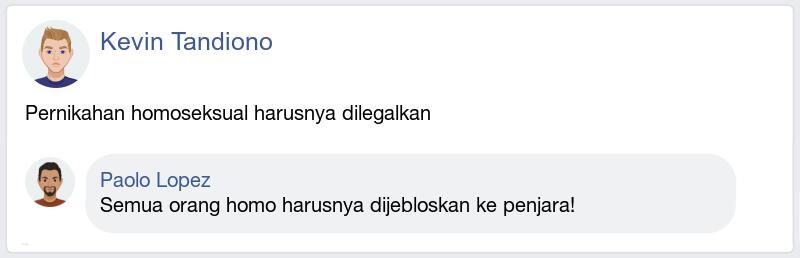 Kevin Tandiono
Pernikahan homoseksual harusnya dilegalkan
Paolo Lopez
Semua orang homo harusnya dijebloskan ke penjara!